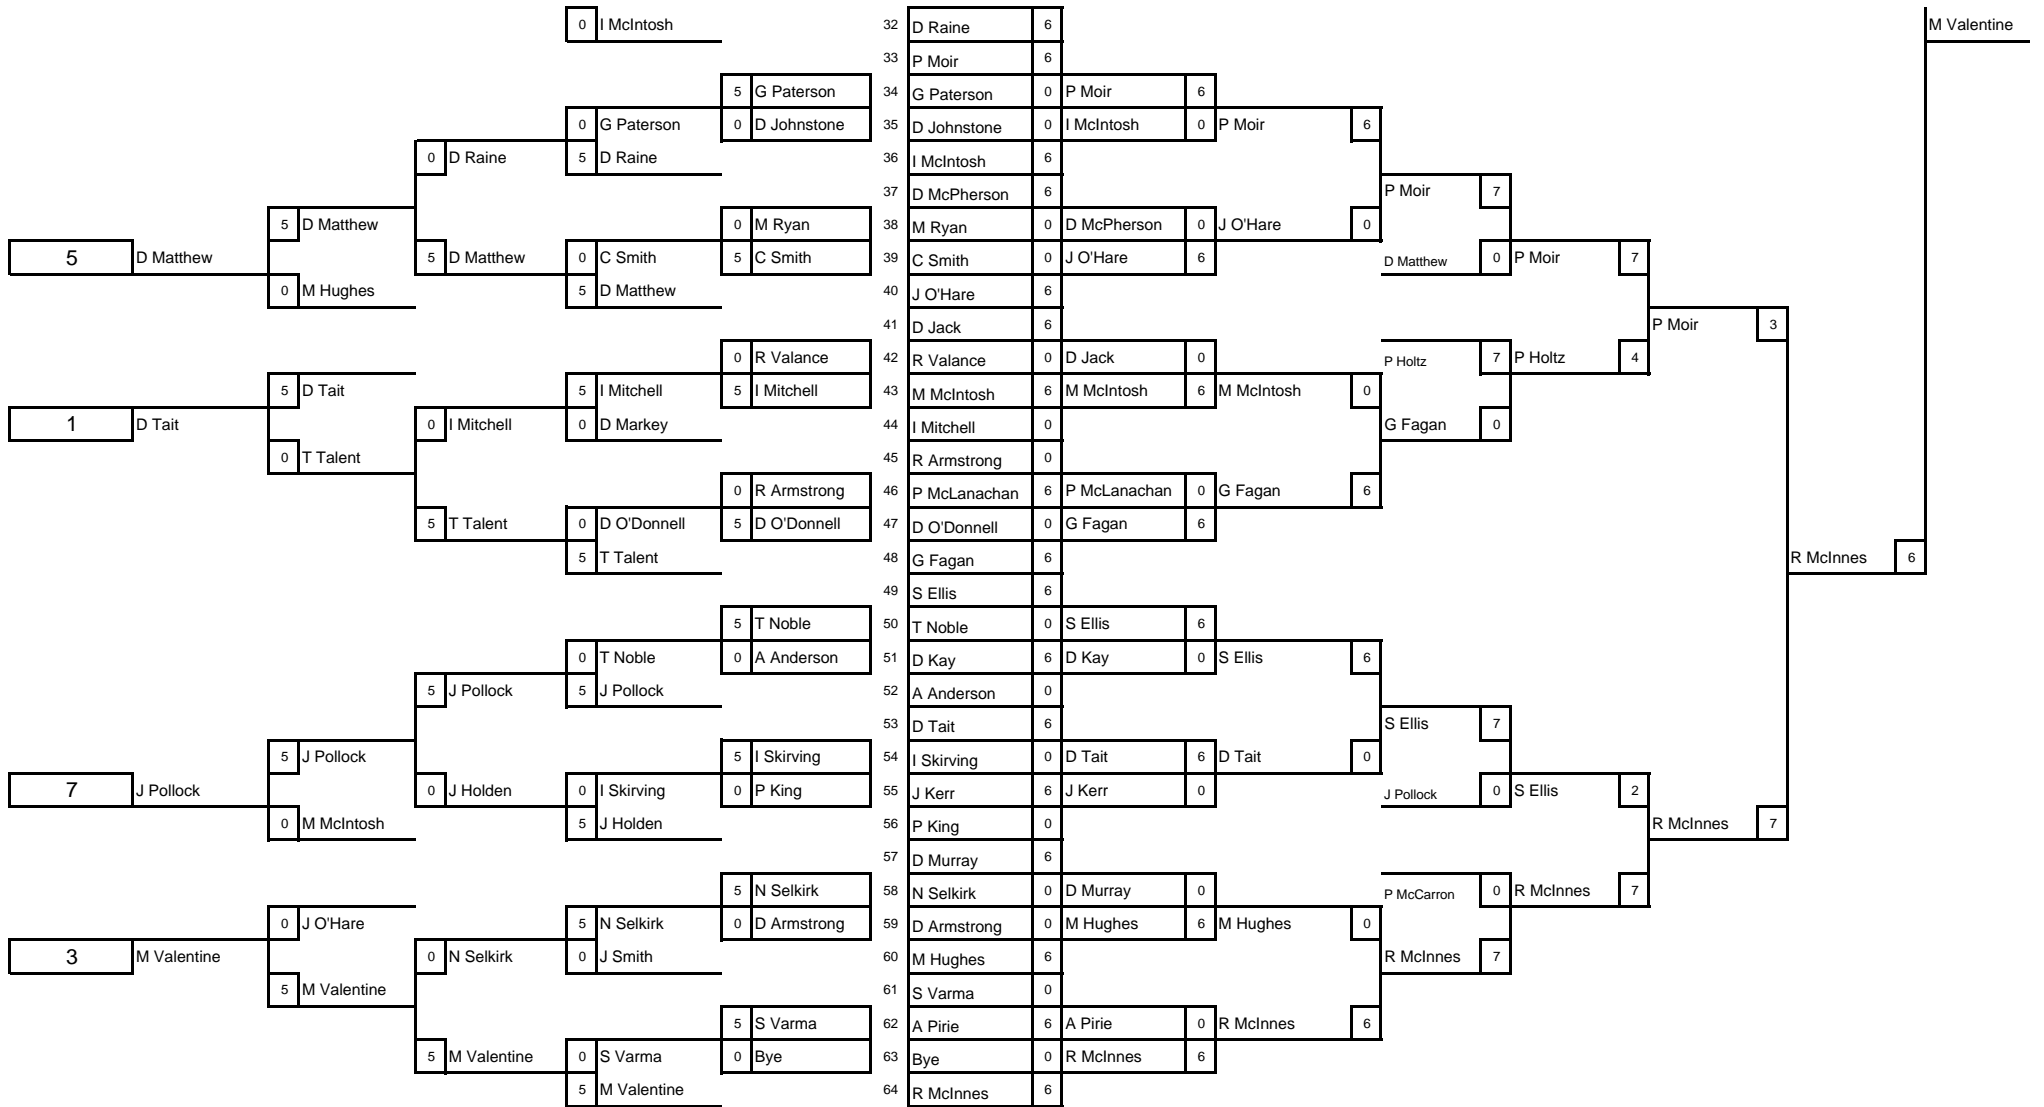 0 I McIntosh 32 D Raine 6 M Valentine
33 P Moir 6
5 G Paterson 34 G Paterson 0 P Moir 6
0 G Paterson 0 D Johnstone 35 D Johnstone 0 I McIntosh 0 P Moir 6
0 D Raine 5 D Raine 36 I McIntosh 6
37 D McPherson 6 P Moir 7
5 D Matthew 0 M Ryan 38 M Ryan 0 D McPherson 0 J O'Hare 0
5 D Matthew 5 D Matthew 0 C Smith 5 C Smith 39 C Smith 0 J O'Hare 6 D Matthew 0 P Moir 7
0 M Hughes 5 D Matthew 40 J O'Hare 6
41 D Jack 6 P Moir 3
0 R Valance 42 R Valance 0 D Jack 0 P Holtz 7 P Holtz 4
5 D Tait 5 I Mitchell 5 I Mitchell 43 M McIntosh 6 M McIntosh 6 M McIntosh 0
1 D Tait 0 I Mitchell 0 D Markey 44 I Mitchell 0 G Fagan 0
0 T Talent 45 R Armstrong 0
0 R Armstrong 46 P McLanachan 6 P McLanachan 0 G Fagan 6
5 T Talent 0 D O'Donnell 5 D O'Donnell 47 D O'Donnell 0 G Fagan 6
5 T Talent 48 G Fagan 6 R McInnes 6
49 S Ellis 6
5 T Noble 50 T Noble 0 S Ellis 6
0 T Noble 0 A Anderson 51 D Kay 6 D Kay 0 S Ellis 6
5 J Pollock 5 J Pollock 52 A Anderson 0
53 D Tait 6 S Ellis 7
5 J Pollock 5 I Skirving 54 I Skirving 0 D Tait 6 D Tait 0
7 J Pollock 0 J Holden 0 I Skirving 0 P King 55 J Kerr 6 J Kerr 0 J Pollock 0 S Ellis 2
0 M McIntosh 5 J Holden 56 P King 0 R McInnes 7
57 D Murray 6
5 N Selkirk 58 N Selkirk 0 D Murray 0 P McCarron 0 R McInnes 7
0 J O'Hare 5 N Selkirk 0 D Armstrong 59 D Armstrong 0 M Hughes 6 M Hughes 0
3 M Valentine 0 N Selkirk 0 J Smith 60 M Hughes 6 R McInnes 7
5 M Valentine 61 S Varma 0
5 S Varma 62 A Pirie 6 A Pirie 0 R McInnes 6
5 M Valentine 0 S Varma 0 Bye 63 Bye 0 R McInnes 6
5 M Valentine 64 R McInnes 6